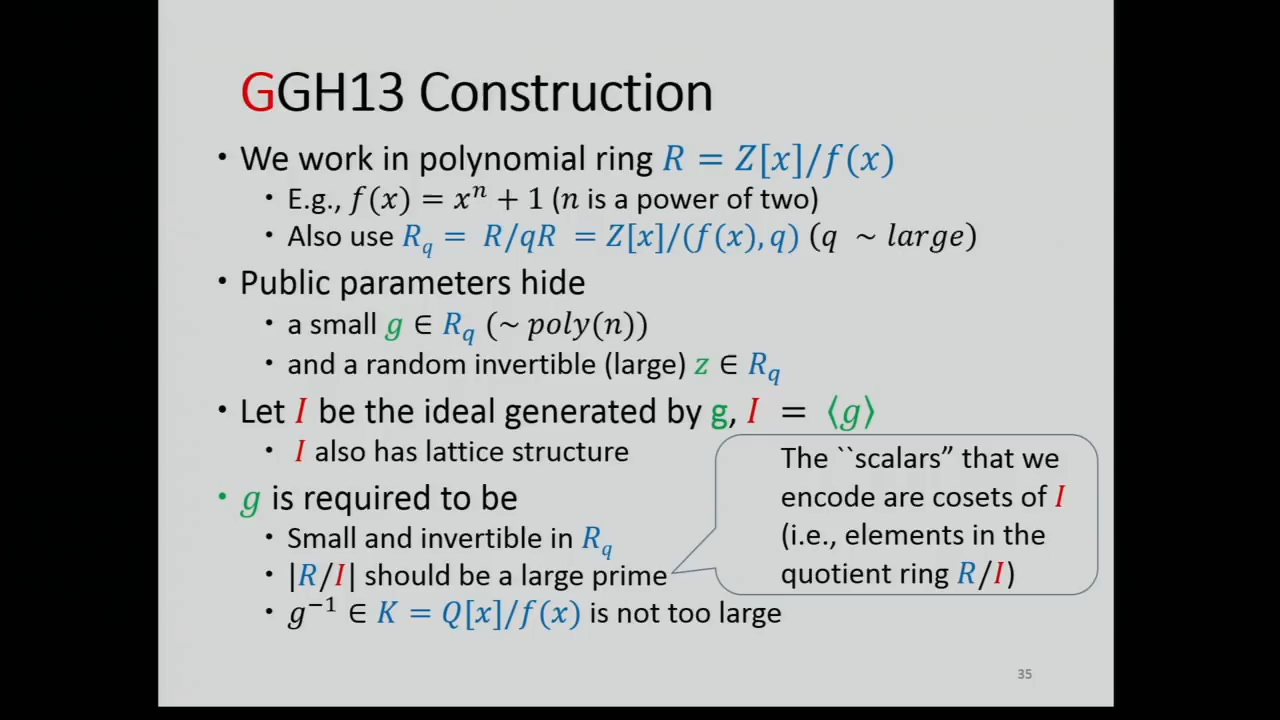 GGH13 Construction
• We work in polynomial ring R = Z[x]/f(x)
• E.g., f(x) = xⁿ + 1 (n is a power of two)
• Also use R_q = R/qR = Z[x]/(f(x), q) (q ~ large)
• Public parameters hide
• a small g ∈ R_q (~ poly(n))
• and a random invertible (large) z ∈ R_q
• Let I be the ideal generated by g, I = ⟨g⟩
• I also has lattice structure
• g is required to be
• Small and invertible in R_q
• |R/I| should be a large prime
• g⁻¹ ∈ K = Q[x]/f(x) is not too large
The ``scalars” that we
encode are cosets of I
(i.e., elements in the
quotient ring R/I)
35